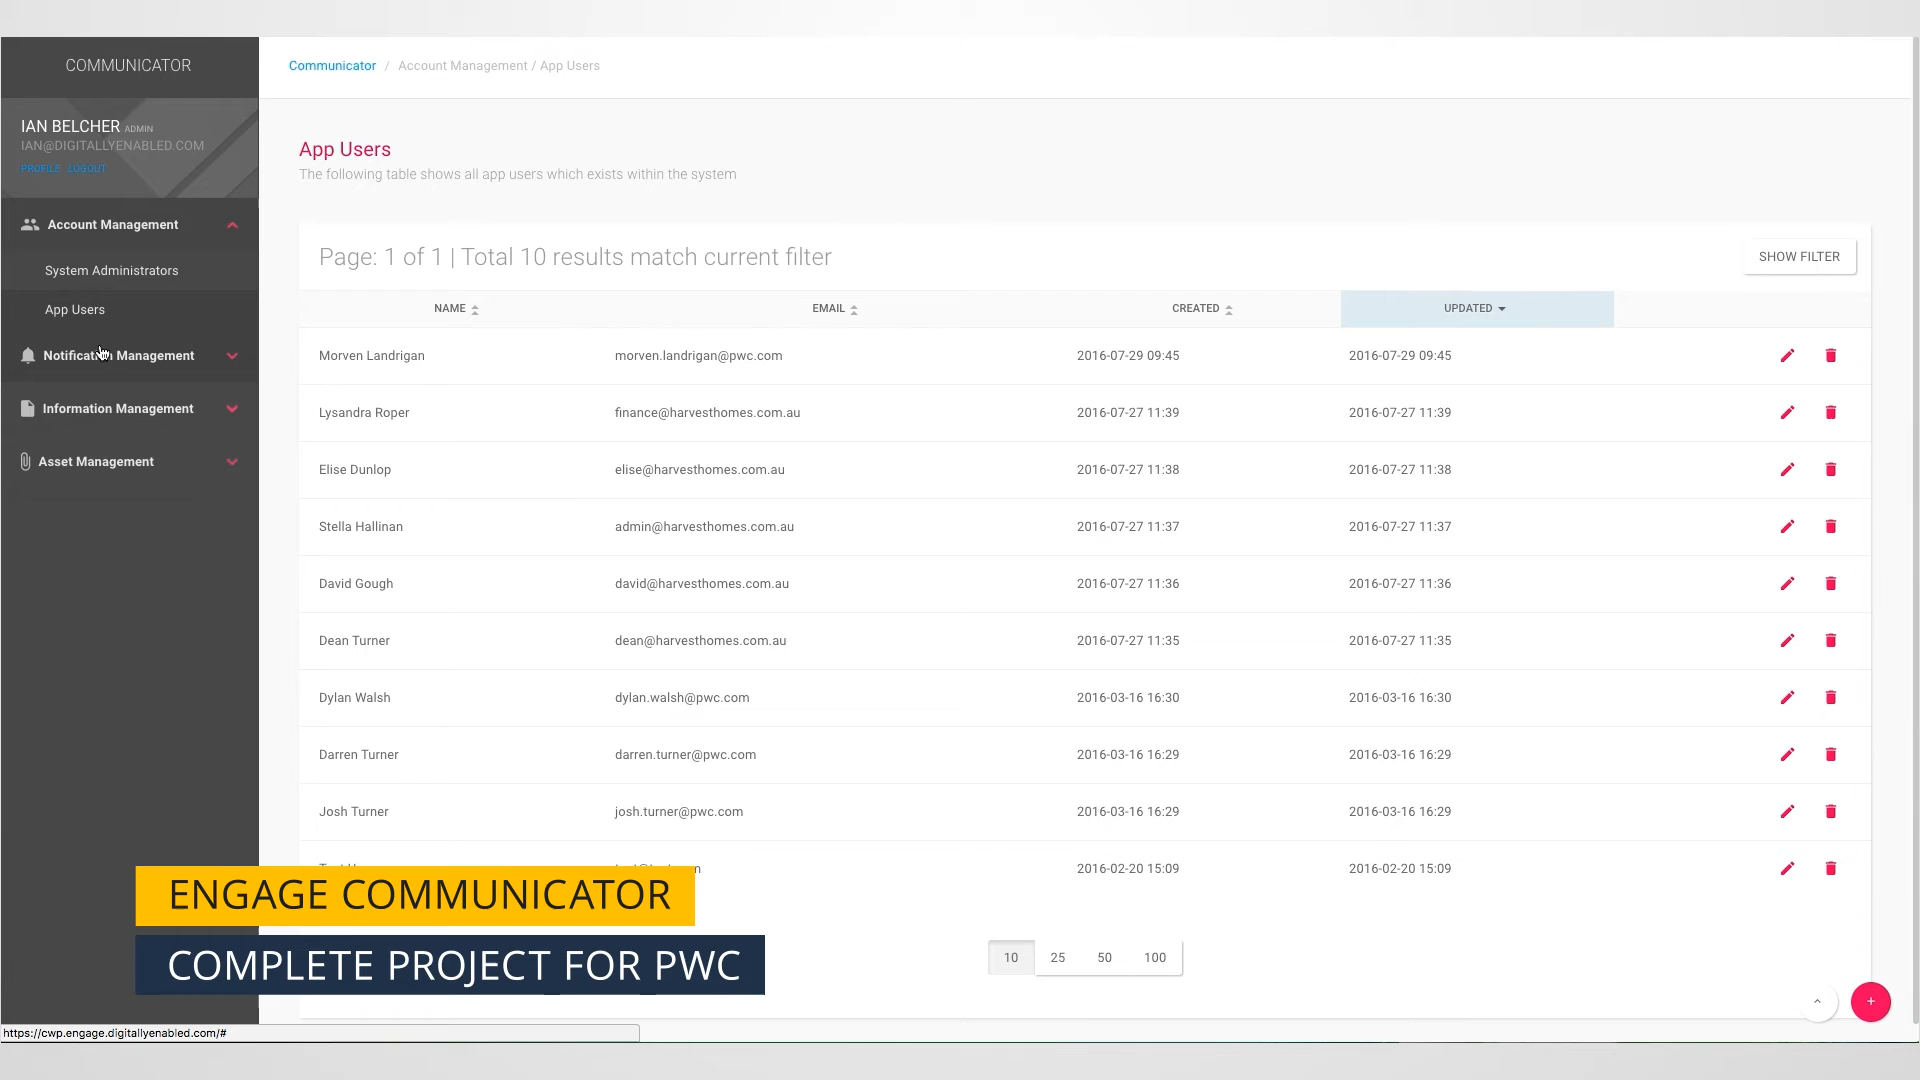 COMMUNICATOR
Communicator / Account Management / App Users
IAN BELCHER ADMIN
IAN@DIGITALLYENABLED.COM
PROFILE LOGOUT
Account Management
System Administrators
App Users
Notification Management
Information Management
Asset Management
App Users
The following table shows all app users which exists within the system
Page: 1 of 1 | Total 10 results match current filter
SHOW FILTER
NAME EMAIL CREATED UPDATED
Morven Landrigan morven.landrigan@pwc.com 2016-07-29 09:45 2016-07-29 09:45
Lysandra Roper finance@harvesthomes.com.au 2016-07-27 11:39 2016-07-27 11:39
Elise Dunlop elise@harvesthomes.com.au 2016-07-27 11:38 2016-07-27 11:38
Stella Hallinan admin@harvesthomes.com.au 2016-07-27 11:37 2016-07-27 11:37
David Gough david@harvesthomes.com.au 2016-07-27 11:36 2016-07-27 11:36
Dean Turner dean@harvesthomes.com.au 2016-07-27 11:35 2016-07-27 11:35
Dylan Walsh dylan.walsh@pwc.com 2016-03-16 16:30 2016-03-16 16:30
Darren Turner darren.turner@pwc.com 2016-03-16 16:29 2016-03-16 16:29
Josh Turner josh.turner@pwc.com 2016-03-16 16:29 2016-03-16 16:29
2016-02-20 15:09 2016-02-20 15:09
ENGAGE COMMUNICATOR
COMPLETE PROJECT FOR PWC
10 25 50 100
https://cwp.engage.digitallyenabled.com/#